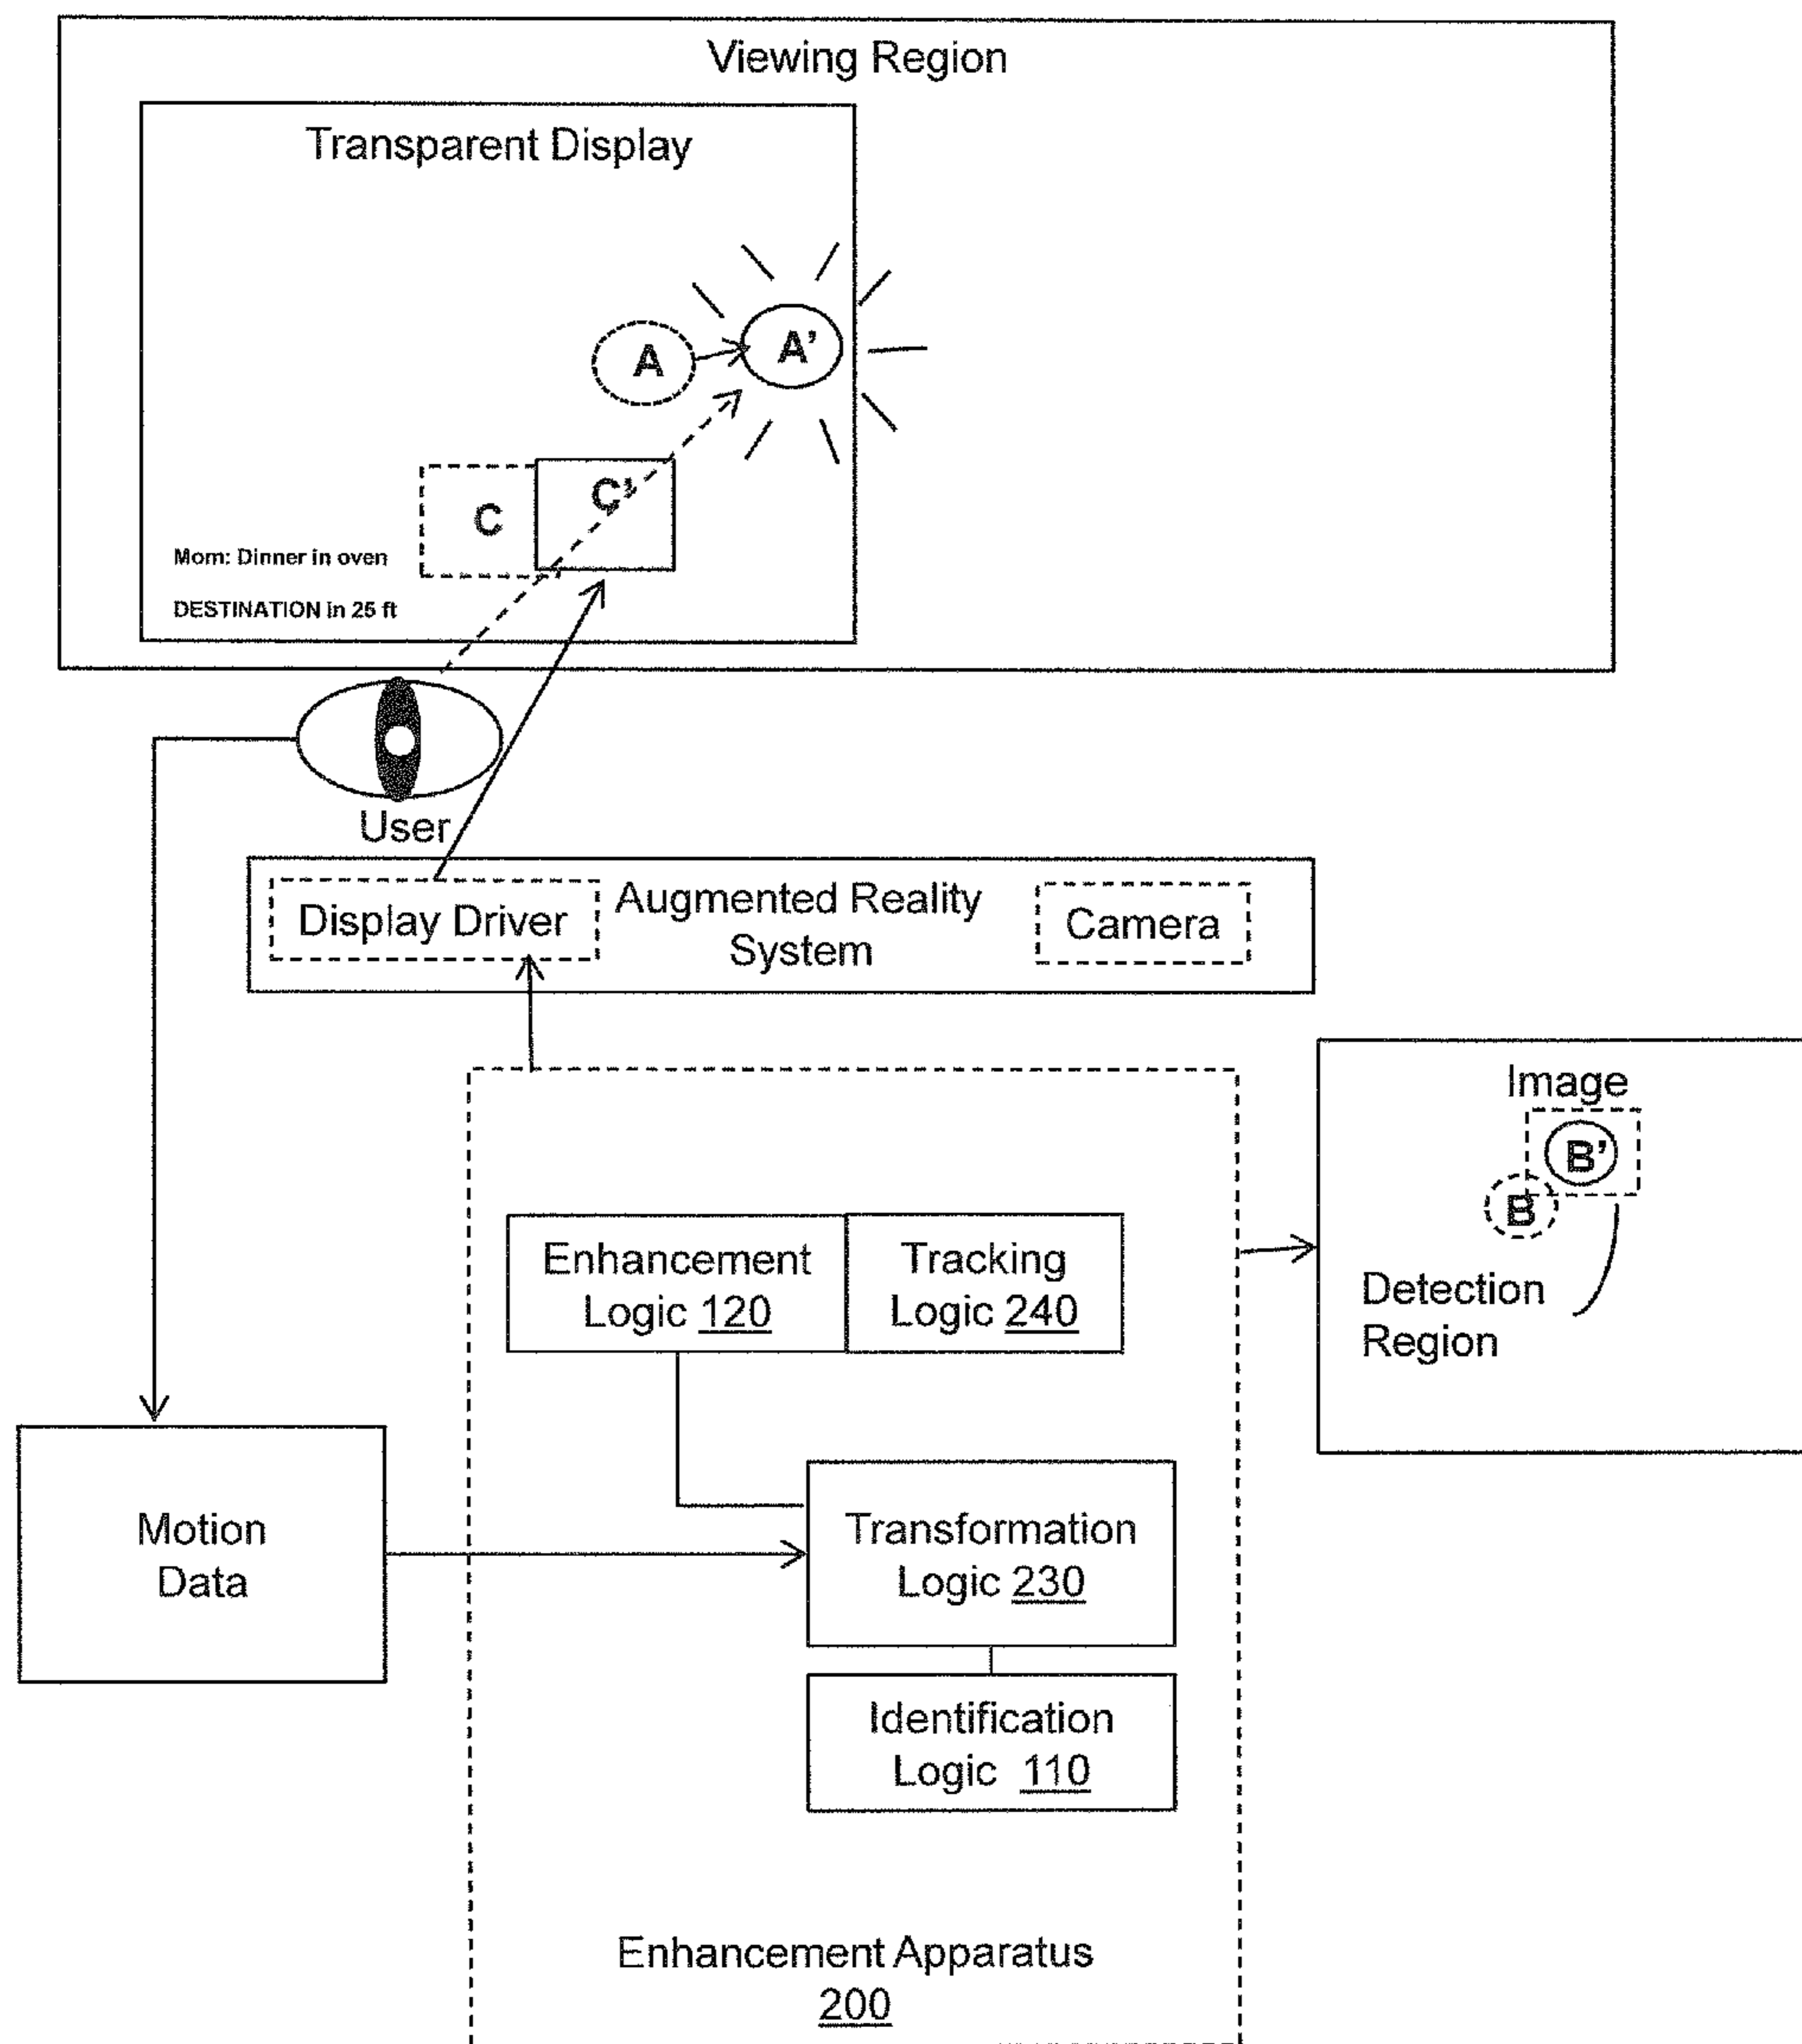 Viewing Region
Transparent Display
A
A'
C
C'
Mom: Dinner in oven
DESTINATION in 25 ft
User
Display Driver
Augmented Reality
System
Camera
Image
B'
B
Detection
Region
Enhancement
Logic 120
Tracking
Logic 240
Motion
Data
Transformation
Logic 230
Identification
Logic 110
Enhancement Apparatus
200